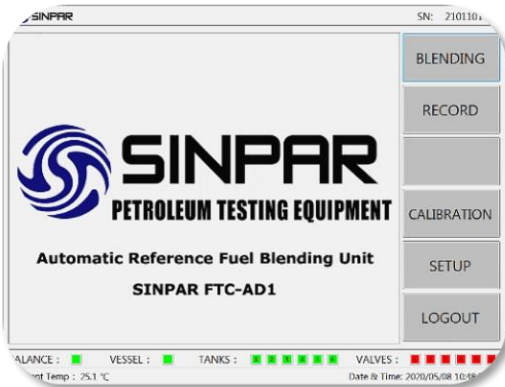 SINPAR
SN: 2101101
BLENDING
RECORD
SINPAR
PETROLEUM TESTING EQUIPMENT
CALIBRATION
Automatic Reference Fuel Blending Unit
SETUP
SINPAR FTC-AD1
LOGOUT
ALANCE : VESSEL : TANKS : VALVES :
nt Temp : 25.1 °C Date & Time: 2020/05/08 10:48